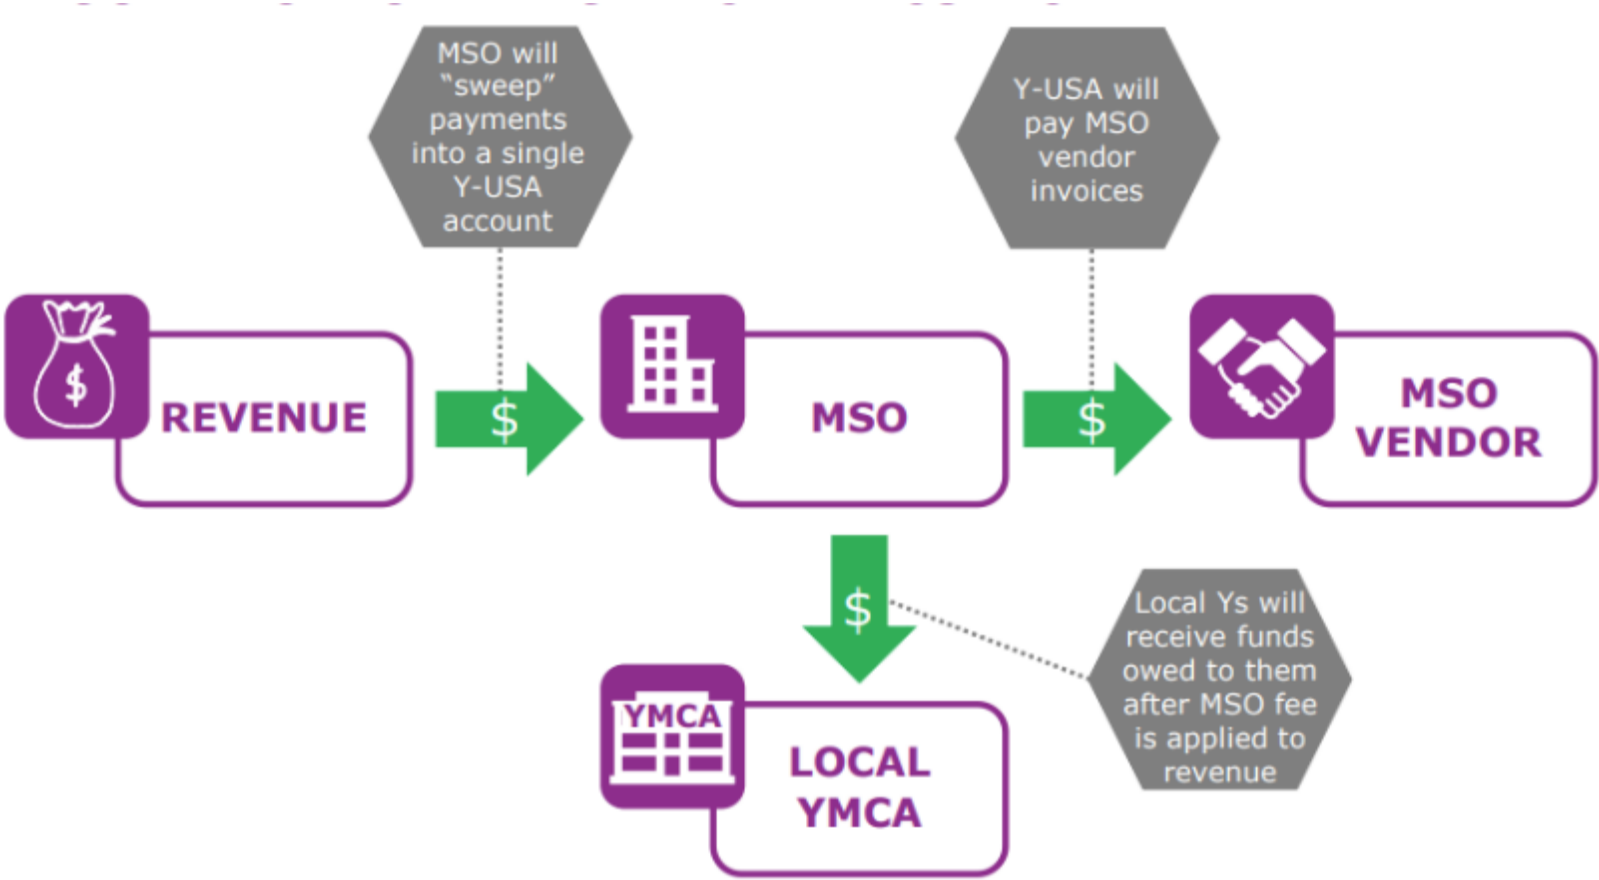 MSO will
“sweep”
payments
into a single
Y-USA
account
Y-USA will
pay MSO
vendor
invoices
$
REVENUE
$
MSO
$
MSO
VENDOR
$
Local Ys will
receive funds
owed to them
after MSO fee
is applied to
revenue
YMCA
LOCAL
YMCA